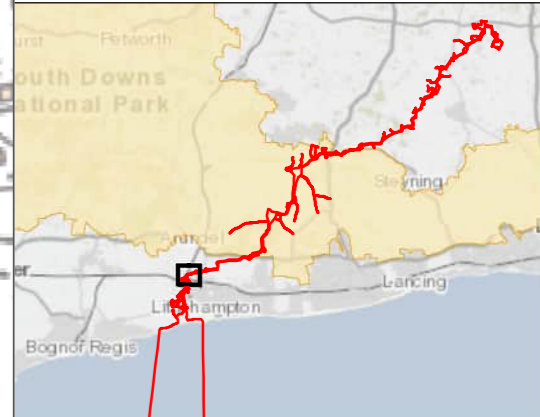 Petworth
outh Downs
ational Park
Steyning
Arundel
Lancing
Littlehampton
Bognor Regis